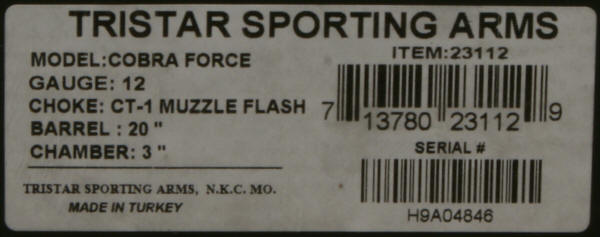 TRISTAR SPORTING ARMS
MODEL:COBRA FORCE
GAUGE: 12
CHOKE: CT-1 MUZZLE FLASH
BARREL : 20 "
CHAMBER: 3 "
TRISTAR SPORTING ARMS, N.K.C. MO.
MADE IN TURKEY
ITEM:23112
7 13780 23112 9
SERIAL #
H9A04846